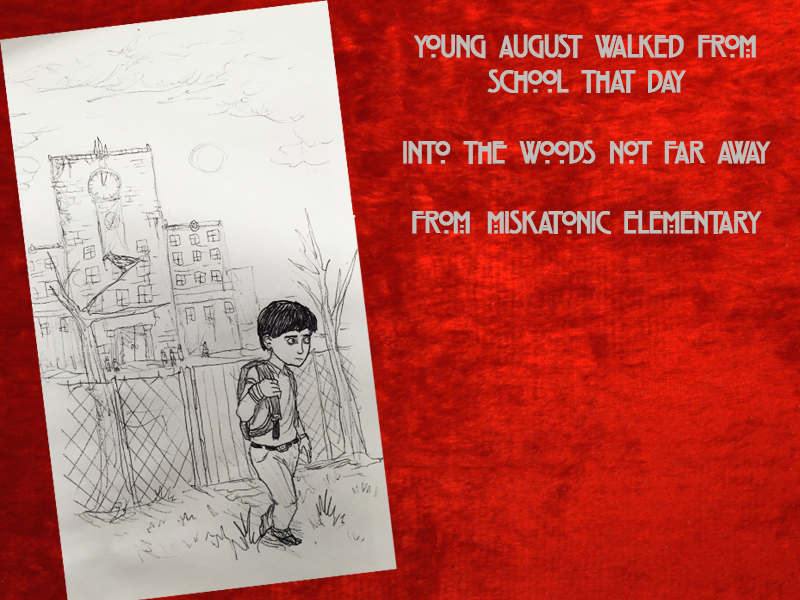 YOUNG AUGUST WALKED FROM
SCHOOL THAT DAY
INTO THE WOODS NOT FAR AWAY
FROM MISKATONIC ELEMENTARY